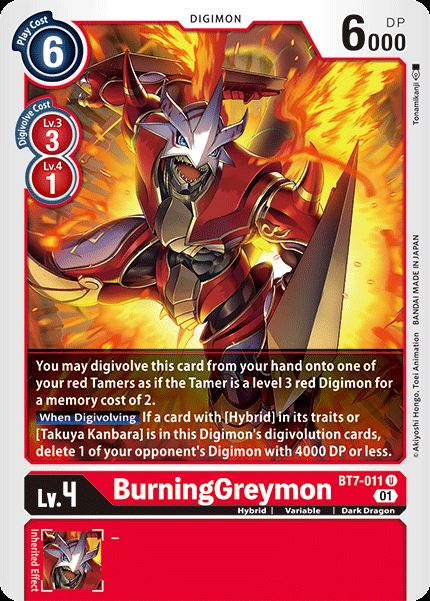 DIGIMON
Play Cost
6
6000
DP
Digivolve Cost
Lv.3
3
Lv.4
1
Tomamikanji
© Akiyoshi Hongo, Toei Animation BANDAI MADE IN JAPAN
You may digivolve this card from your hand onto one of
your red Tamers as if the Tamer is a level 3 red Digimon for
a memory cost of 2.
When Digivolving If a card with [Hybrid] in its traits or
[Takuya Kanbara] is in this Digimon's digivolution cards,
delete 1 of your opponent's Digimon with 4000 DP or less.
Lv.4
BurningGreymon
BT7-011 U
01
Hybrid | Variable | Dark Dragon
Inherited Effect
–